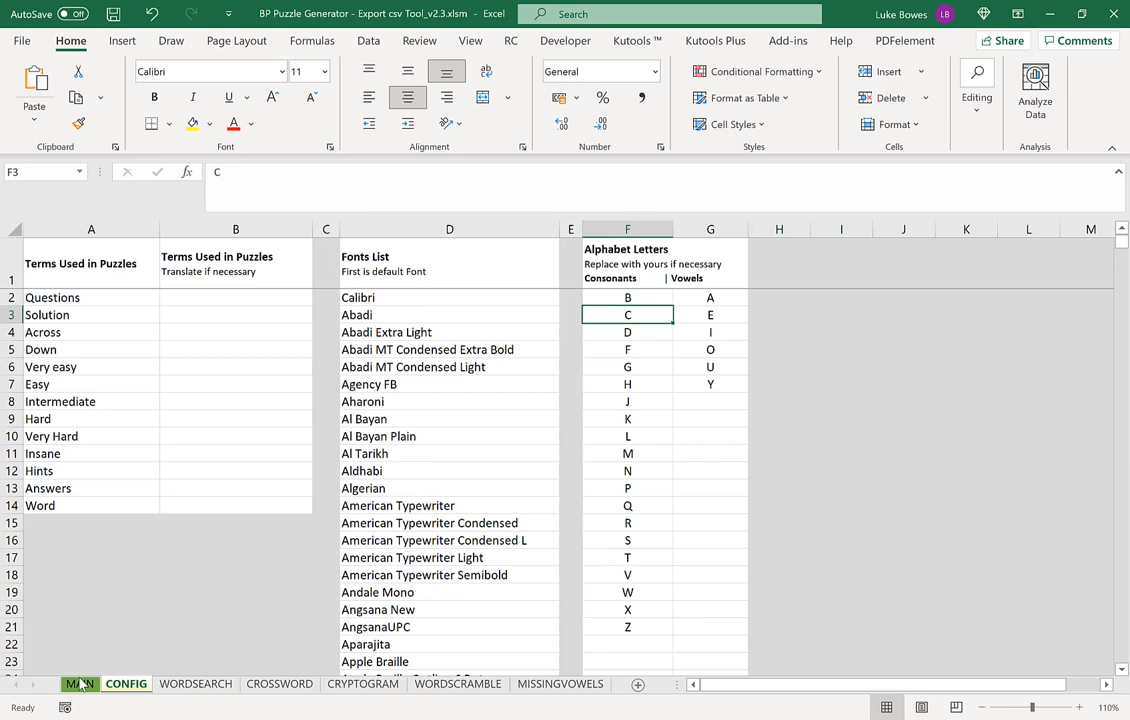 AutoSave Off BP Puzzle Generator - Export csv Tool_v2.3.xlsm - Excel Search Luke Bowes LB
File Home Insert Draw Page Layout Formulas Data Review View RC Developer Kutools ™ Kutools Plus Add-ins Help PDFelement Share Comments
Calibri 11 General Conditional Formatting Insert
Paste B I U A A % Format as Table Delete Editing Analyze Data
A Cell Styles Format
Clipboard Font Alignment Number Styles Cells Analysis
F3 fx C
A B C D E F G H I J K L M
1 Terms Used in Puzzles Terms Used in Puzzles Translate if necessary Fonts List First is default Font Alphabet Letters Replace with yours if necessary Consonants | Vowels
2 Questions Calibri B A
3 Solution Abadi C E
4 Across Abadi Extra Light D I
5 Down Abadi MT Condensed Extra Bold F O
6 Very easy Abadi MT Condensed Light G U
7 Easy Agency FB H Y
8 Intermediate Aharoni J
9 Hard Al Bayan K
10 Very Hard Al Bayan Plain L
11 Insane Al Tarikh M
12 Hints Aldhabi N
13 Answers Algerian P
14 Word American Typewriter Q
15 American Typewriter Condensed R
16 American Typewriter Condensed L S
17 American Typewriter Light T
18 American Typewriter Semibold V
19 Andale Mono W
20 Angsana New X
21 AngsanaUPC Z
22 Aparajita
23 Apple Braille
MAIN CONFIG WORDSEARCH CROSSWORD CRYPTOGRAM WORDSCRAMBLE MISSINGVOWELS
Ready 110%